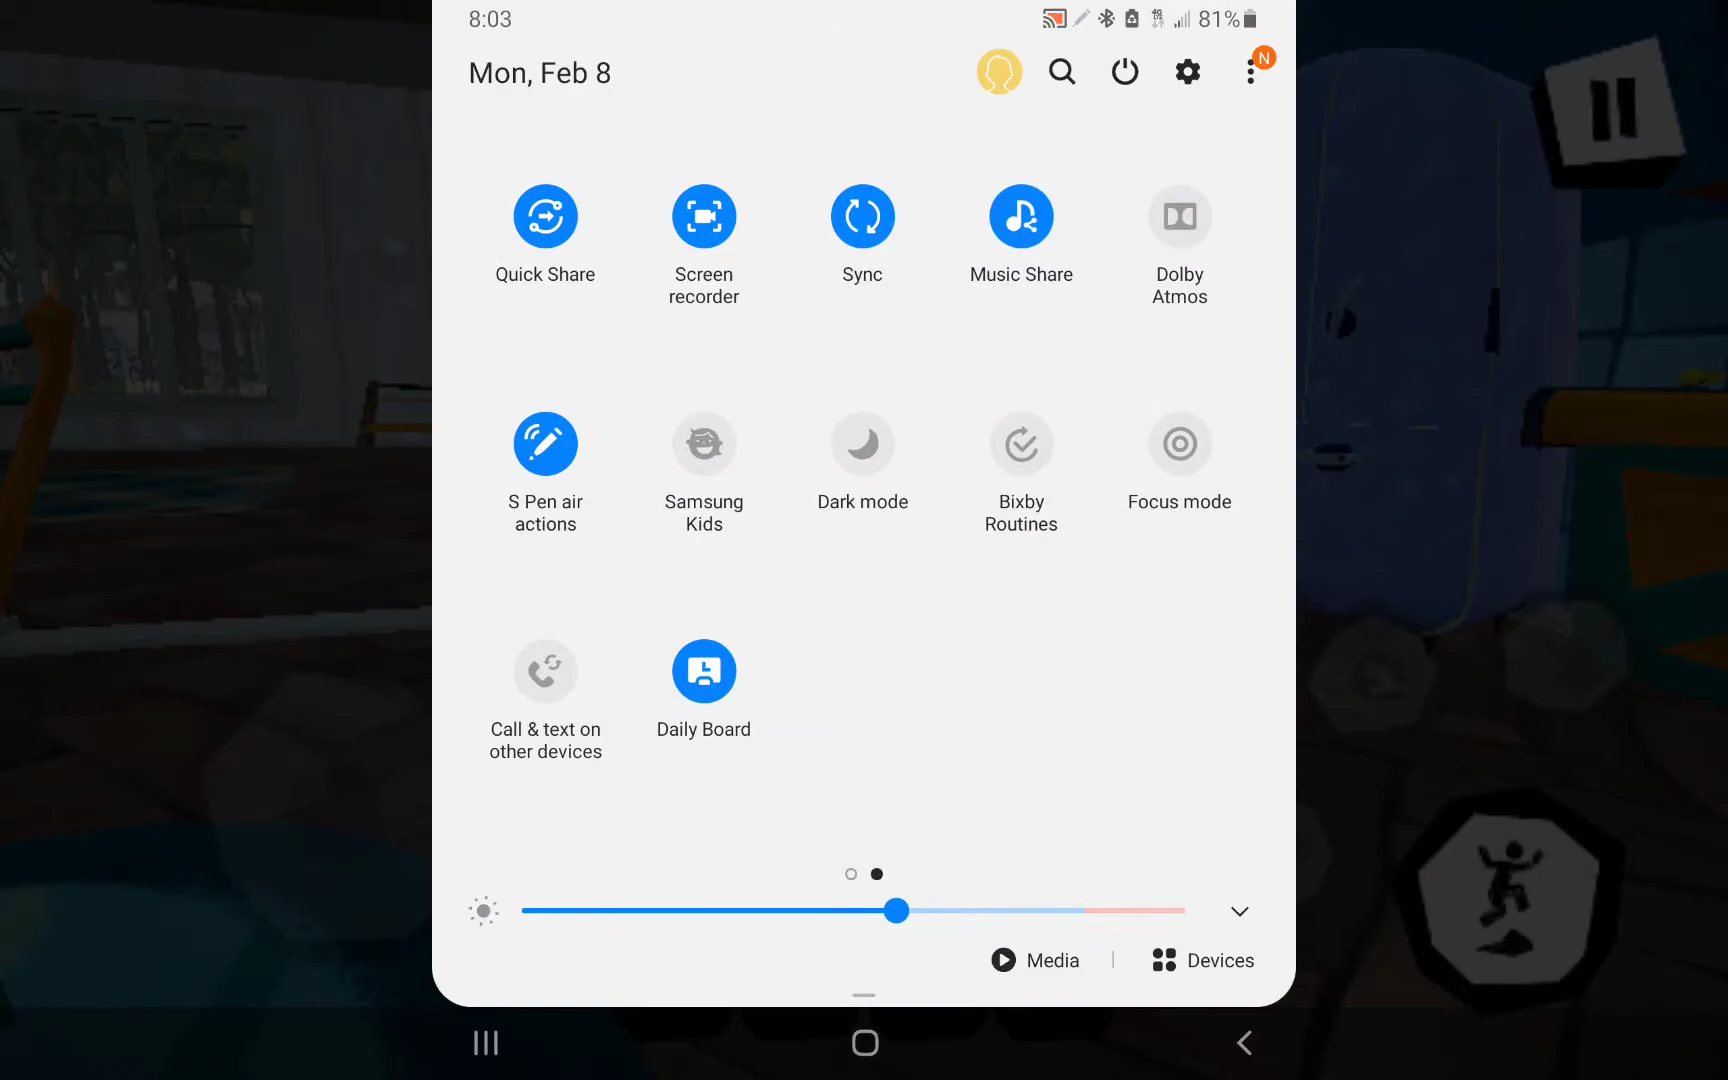 8:03
4G 81%
Mon, Feb 8
N
Quick Share
Screen
recorder
Sync
Music Share
Dolby
Atmos
S Pen air
actions
Samsung
Kids
Dark mode
Bixby
Routines
Focus mode
Call & text on
other devices
Daily Board
Media
Devices